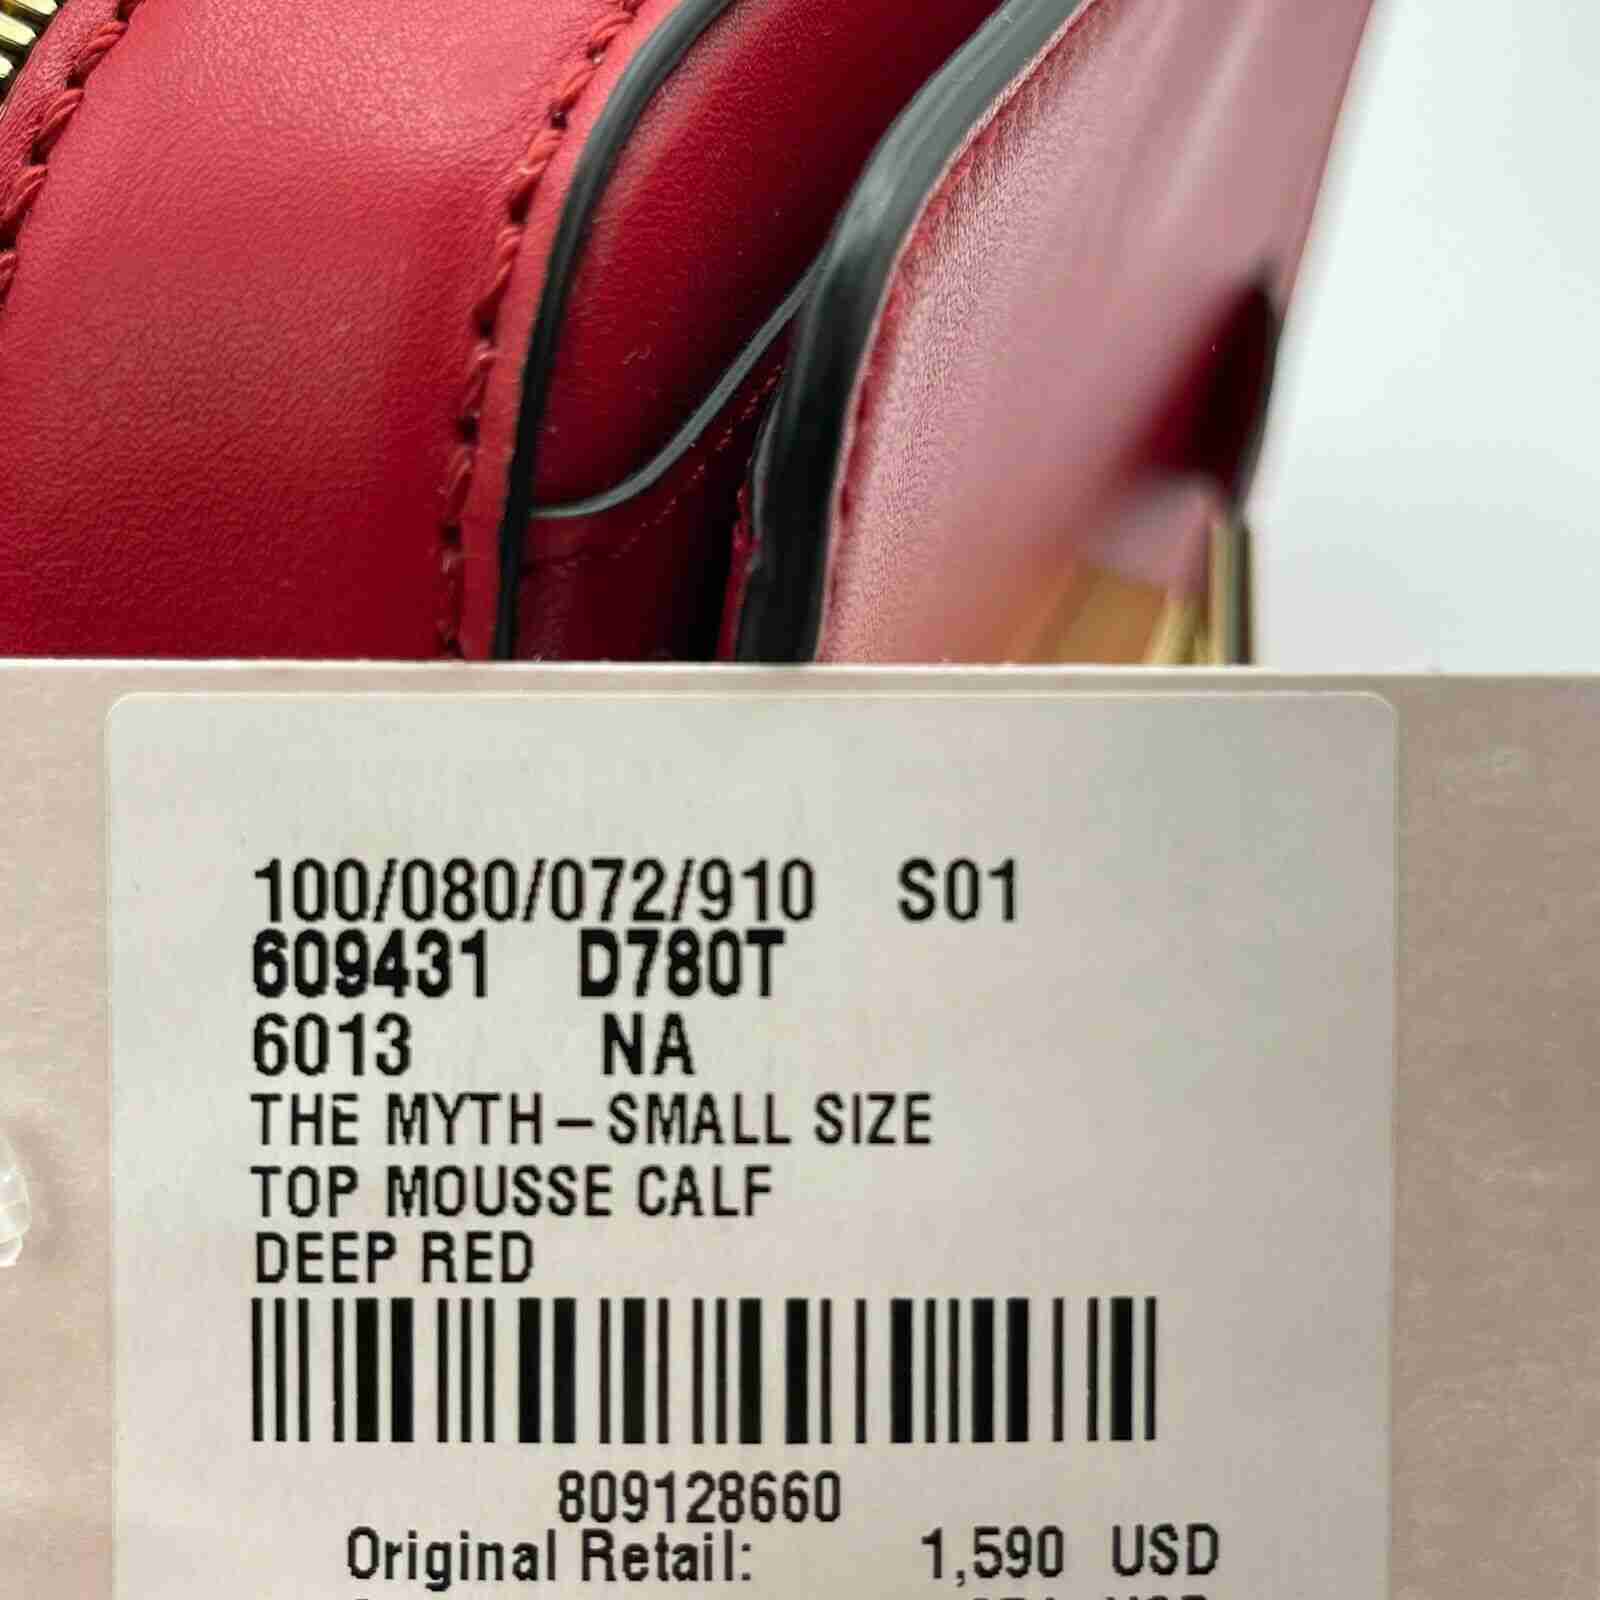 100/080/072/910 S01
609431 D780T
6013 NA
THE MYTH-SMALL SIZE
TOP MOUSSE CALF
DEEP RED
809128660
Original Retail: 1,590 USD